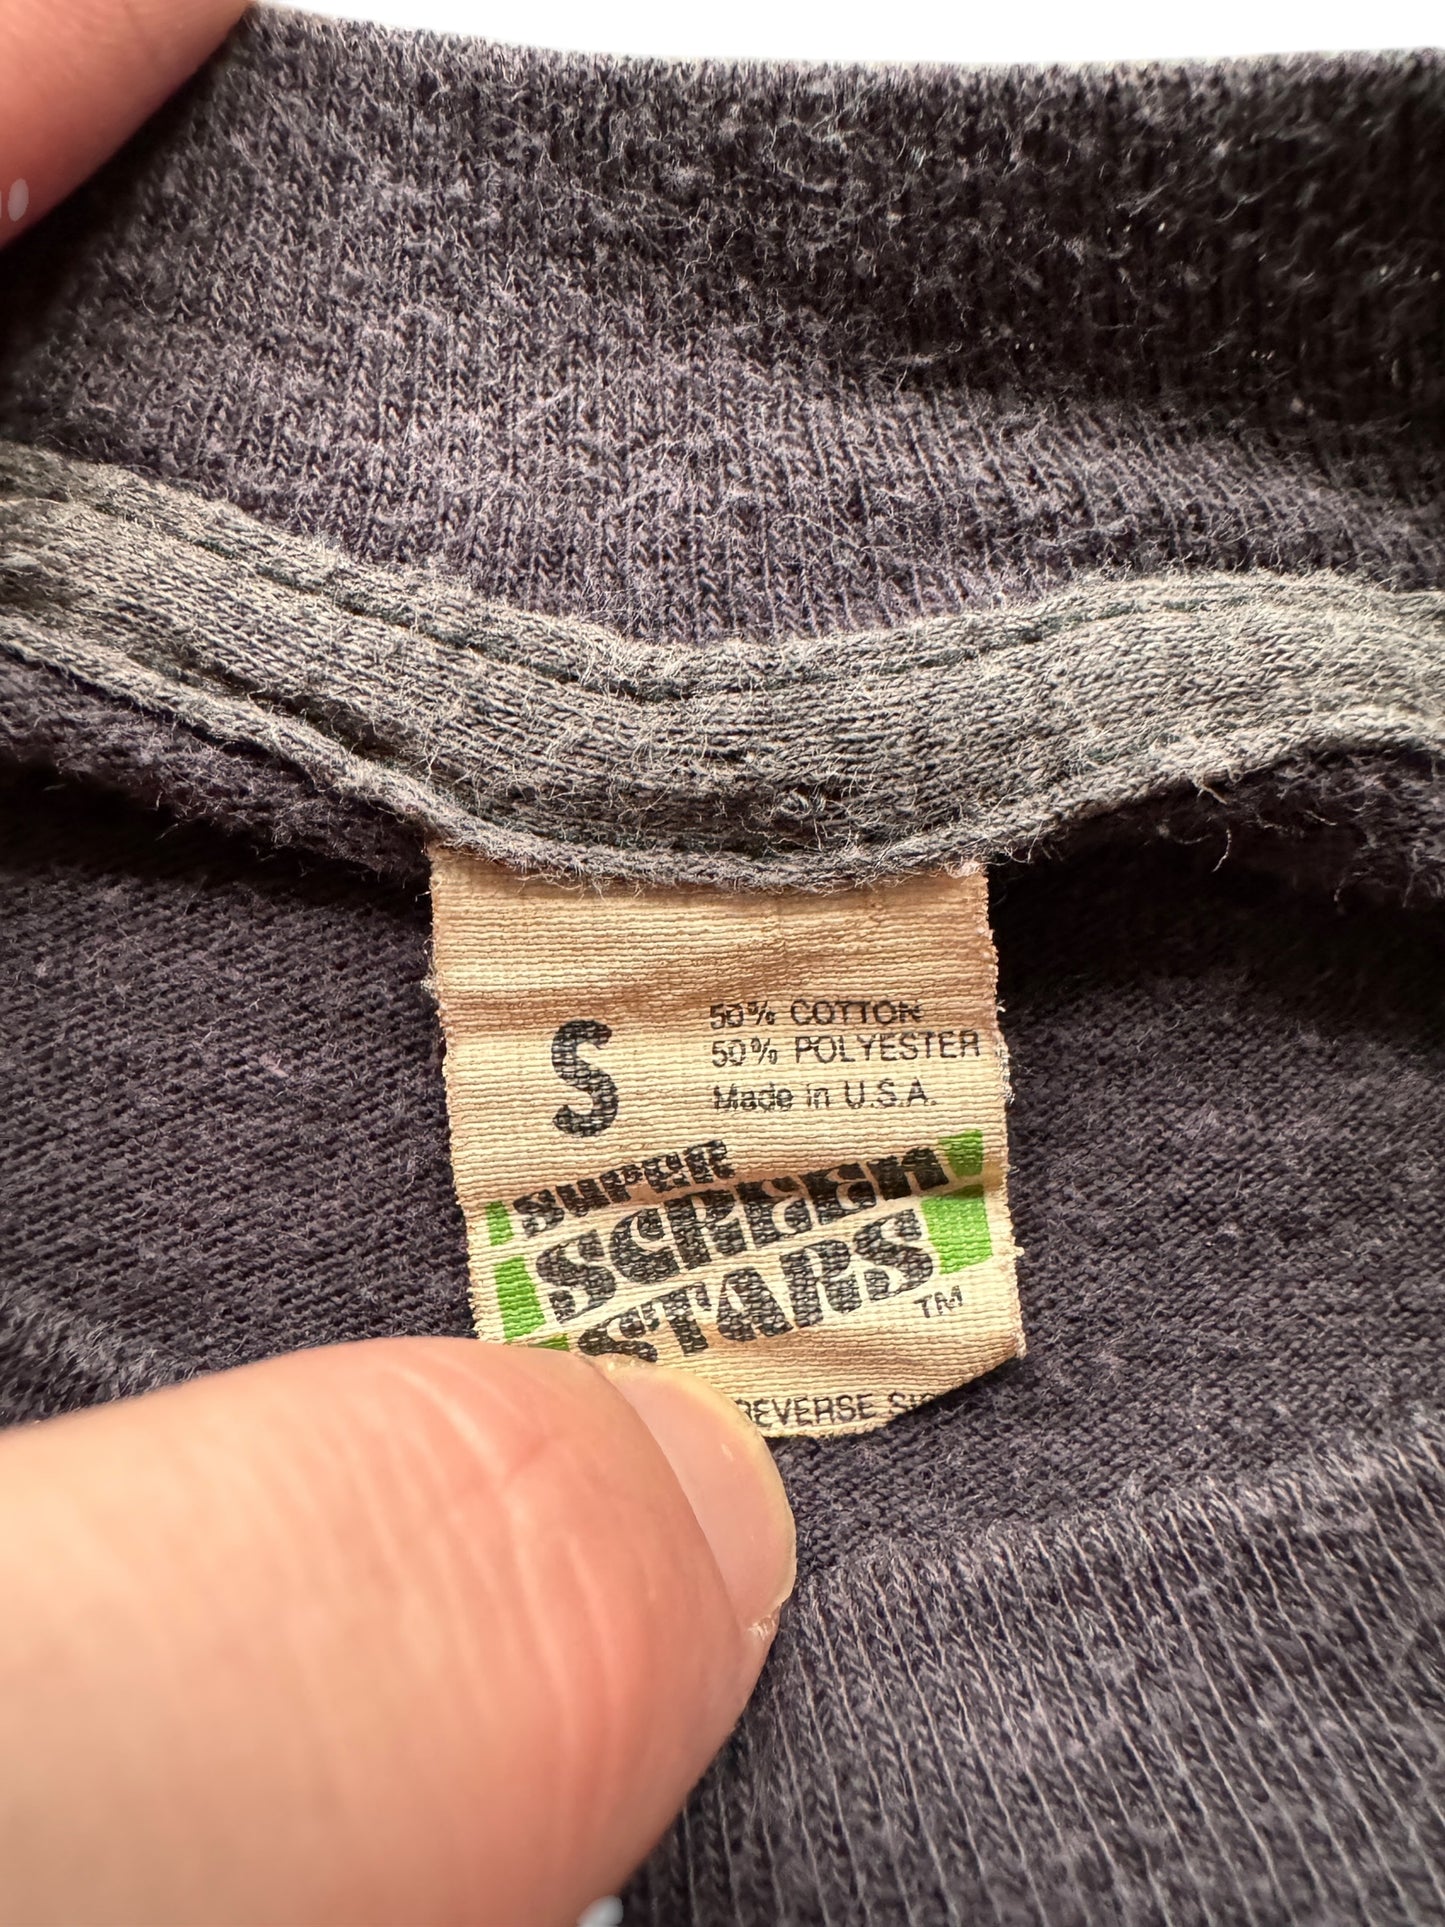 S
50% COTTON
50% POLYESTER
Made in U.S.A.
SUPER
SCREEN
STARS
TM
REVERSE